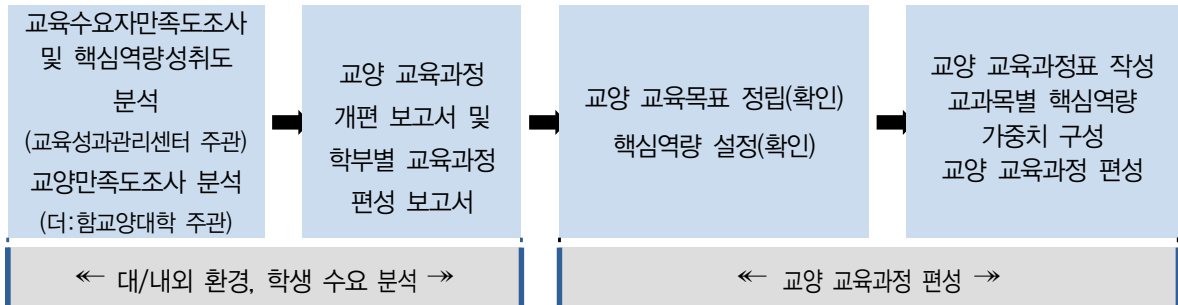 교육수요자만족도조사
및 핵심역량성취도
분석
(교육성과관리센터 주관)
교양만족도조사 분석
(더:함교양대학 주관)
교양 교육과정
개편 보고서 및
학부별 교육과정
편성 보고서
교양 교육목표 정립(확인)
핵심역량 설정(확인)
교양 교육과정표 작성
교과목별 핵심역량
가중치 구성
교양 교육과정 편성
↞ 대/내외 환경, 학생 수요 분석 ↠
↞ 교양 교육과정 편성 ↠